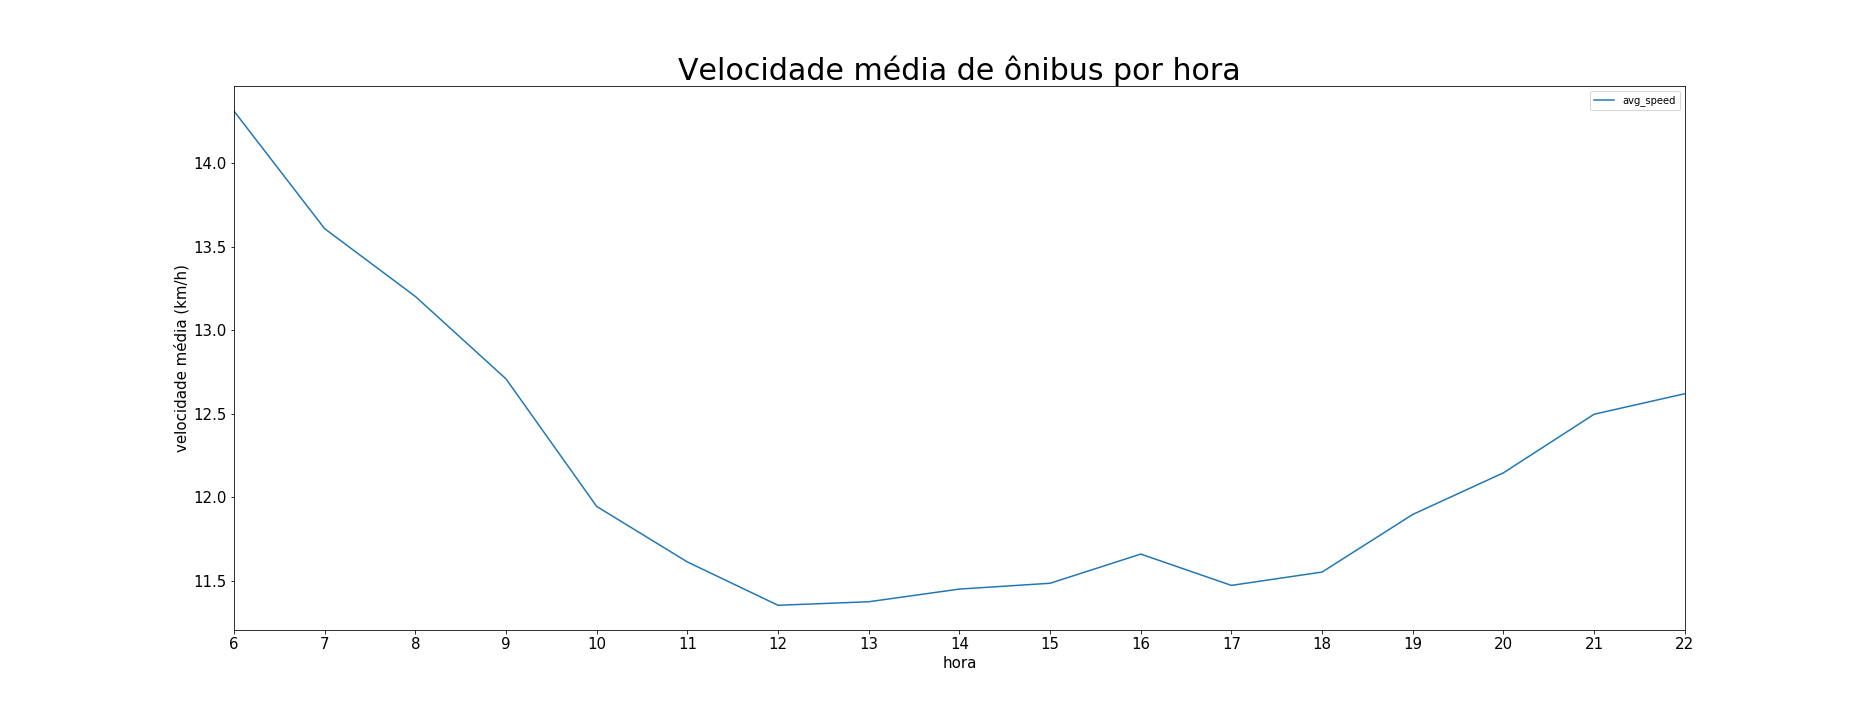 Velocidade média de ônibus por hora
avg_speed
14.0
13.5
13.0
12.5
12.0
11.5
velocidade média (km/h)
6 7 8 9 10 11 12 13 14 15 16 17 18 19 20 21 22
hora